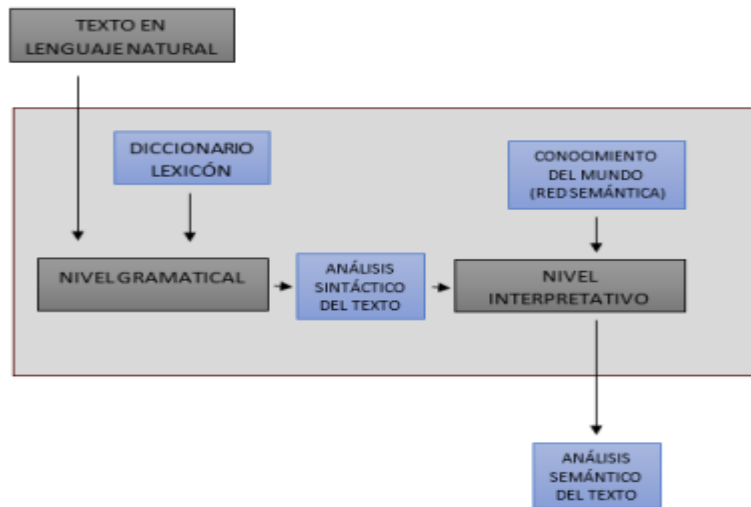 TEXTO EN
LENGUAJE NATURAL
DICCIONARIO
LEXICÓN
CONOCIMIENTO
DEL MUNDO
(RED SEMÁNTICA)
NIVEL GRAMATICAL
ANÁLISIS
SINTÁCTICO
DEL TEXTO
NIVEL
INTERPRETATIVO
ANÁLISIS
SEMÁNTICO
DEL TEXTO